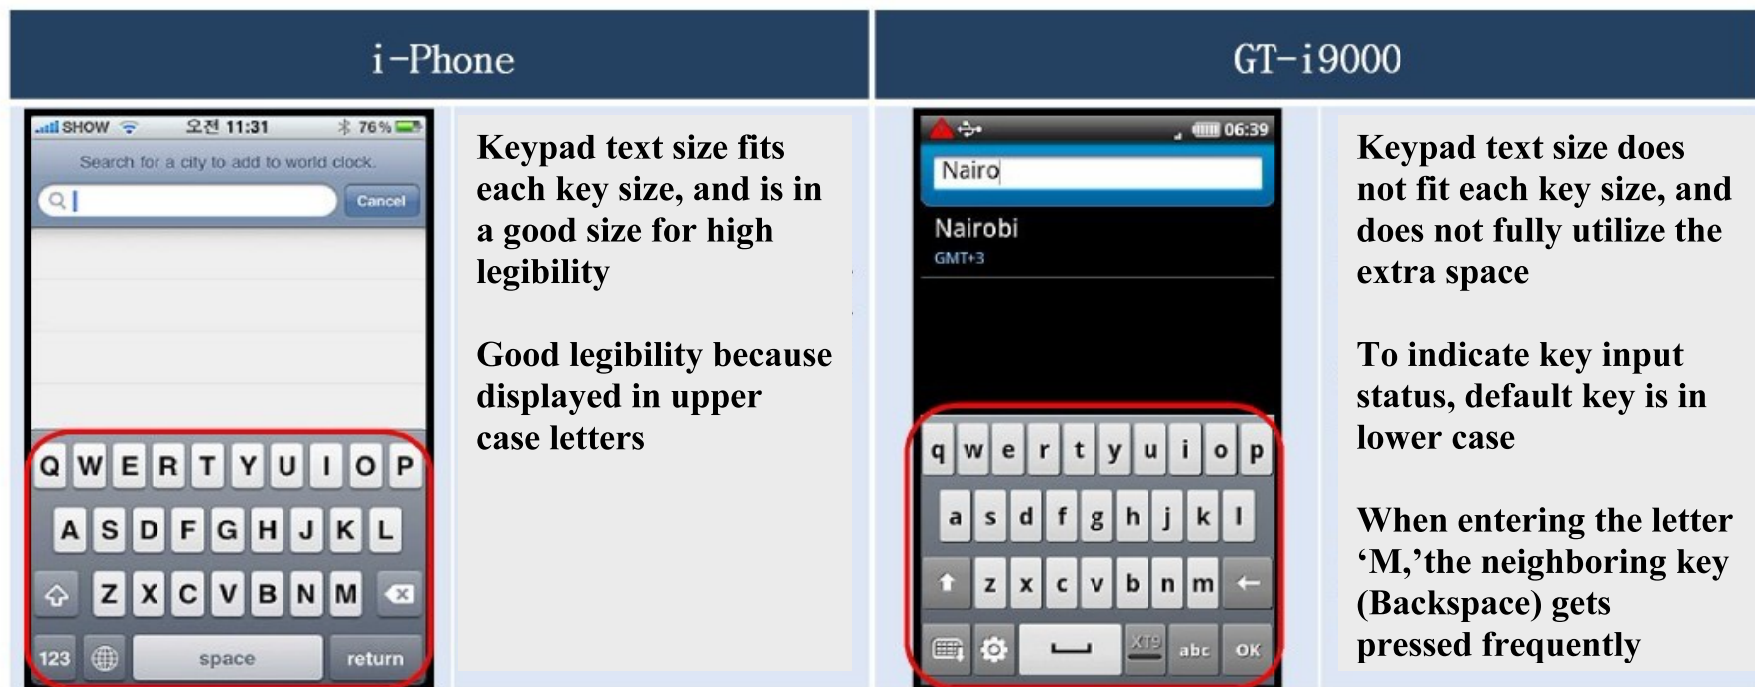 i-Phone
GT-i9000
SHOW 오전 11:31 76%
Search for a city to add to world clock.
Cancel
Q W E R T Y U I O P
A S D F G H J K L
Z X C V B N M
123 space return
Keypad text size fits
each key size, and is in
a good size for high
legibility
Good legibility because
displayed in upper
case letters
06:39
Nairo
Nairobi
GMT+3
q w e r t y u i o p
a s d f g h j k l
z x c v b n m
XT9 abc OK
Keypad text size does
not fit each key size, and
does not fully utilize the
extra space
To indicate key input
status, default key is in
lower case
When entering the letter
‘M,’the neighboring key
(Backspace) gets
pressed frequently